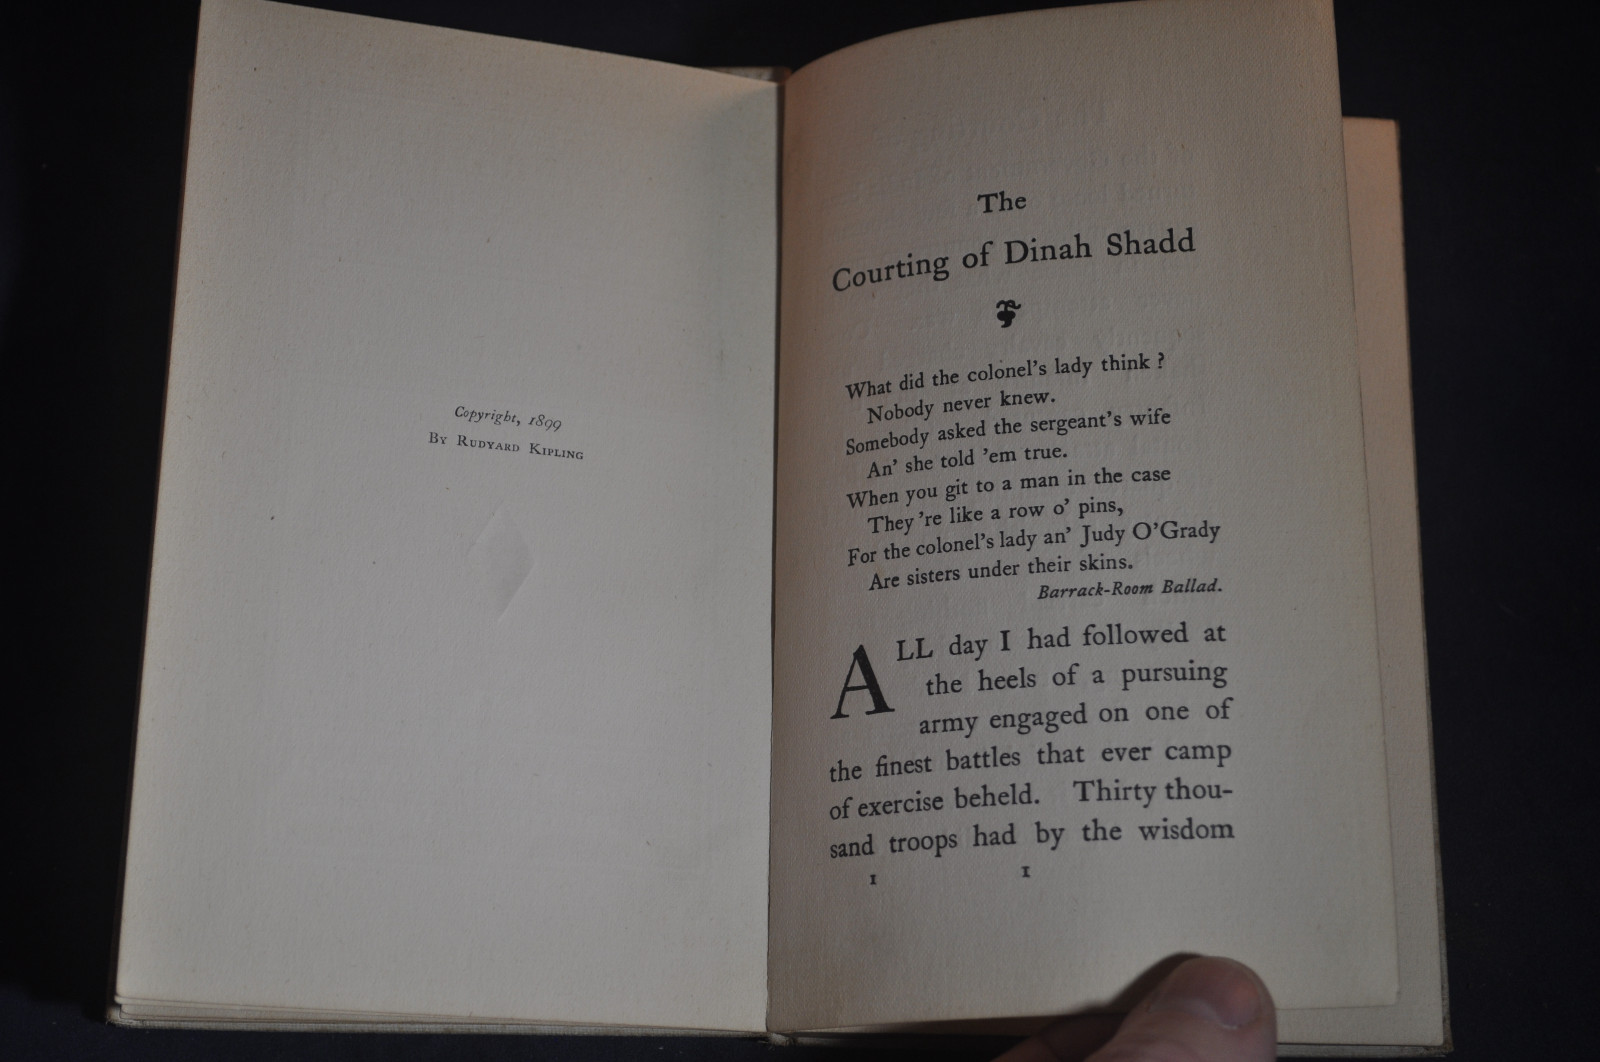 Copyright, 1899
By Rudyard Kipling
The
Courting of Dinah Shadd
What did the colonel's lady think ?
Nobody never knew.
Somebody asked the sergeant's wife
An' she told 'em true.
When you git to a man in the case
They 're like a row o' pins,
For the colonel's lady an' Judy O'Grady
Are sisters under their skins.
Barrack-Room Ballad.
ALL day I had followed at
the heels of a pursuing
army engaged on one of
the finest battles that ever camp
of exercise beheld. Thirty thou-
sand troops had by the wisdom
1 1